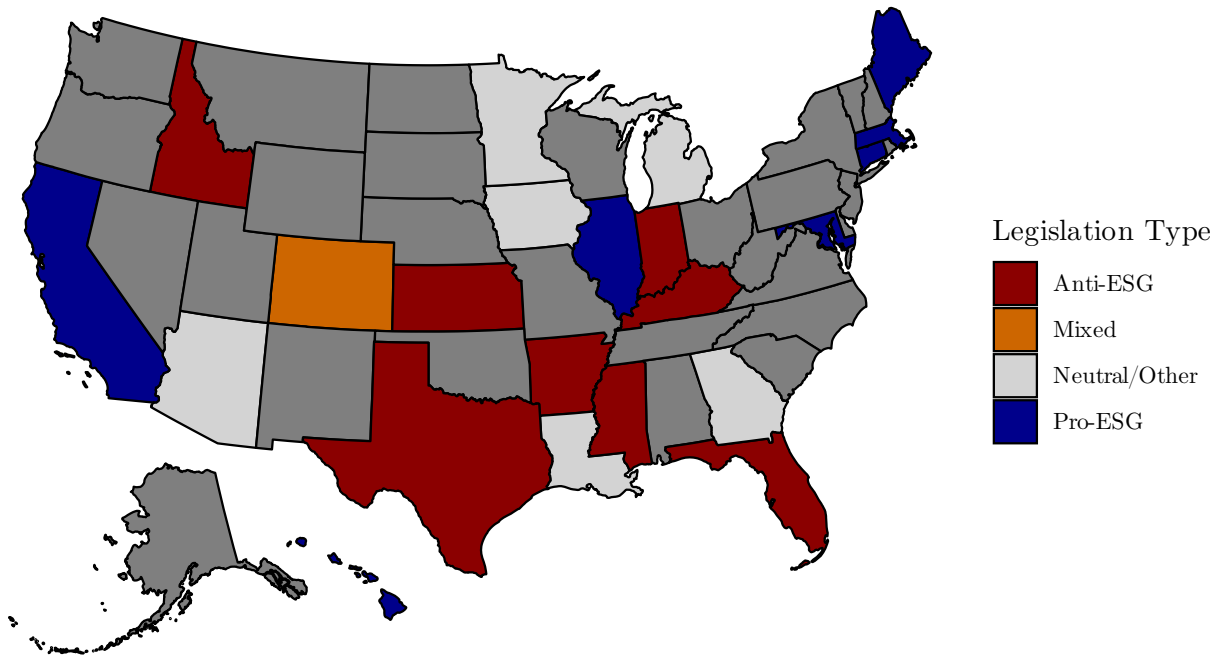 Legislation Type
Anti-ESG
Mixed
Neutral/Other
Pro-ESG